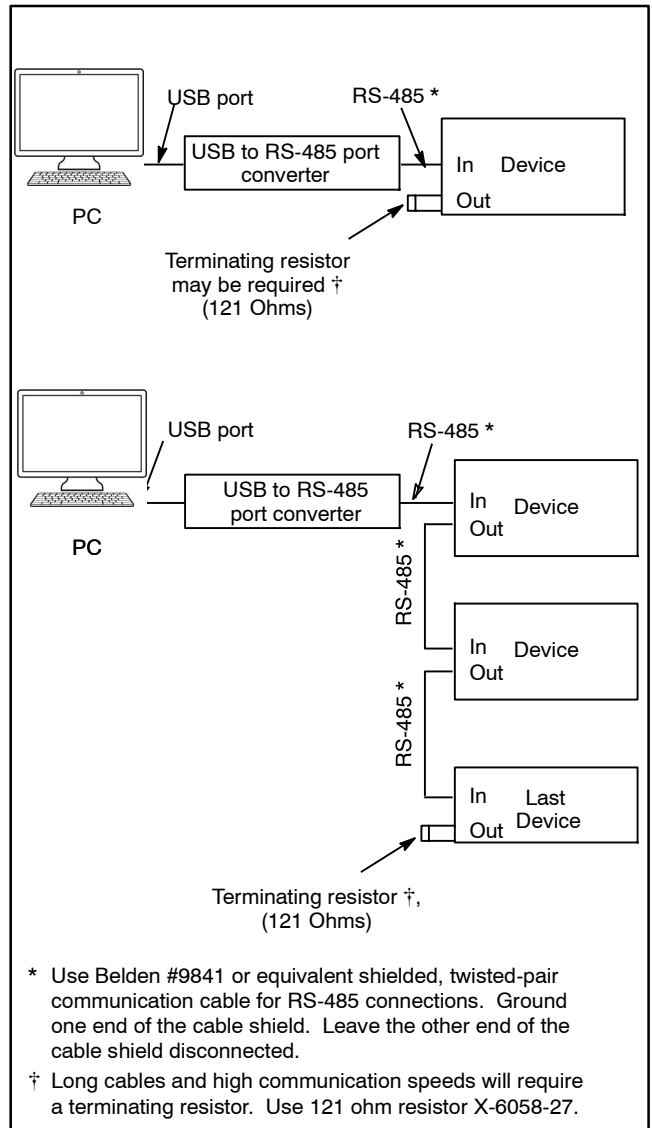 USB port
RS-485 *
USB to RS-485 port
converter
In Device
Out
PC
Terminating resistor
may be required †
(121 Ohms)
USB port
RS-485 *
USB to RS-485
port converter
In Device
Out
PC
RS-485 *
In Device
Out
RS-485 *
In Last
Device
Out
Terminating resistor †,
(121 Ohms)
* Use Belden #9841 or equivalent shielded, twisted-pair
communication cable for RS-485 connections. Ground
one end of the cable shield. Leave the other end of the
cable shield disconnected.
† Long cables and high communication speeds will require
a terminating resistor. Use 121 ohm resistor X-6058-27.